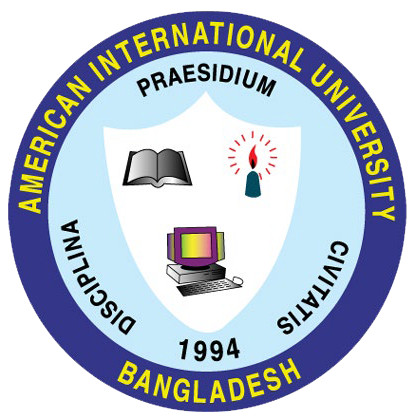 AMERICAN INTERNATIONAL UNIVERSITY
BANGLADESH
PRAESIDIUM
DISCIPLINA
CIVITATIS
1994